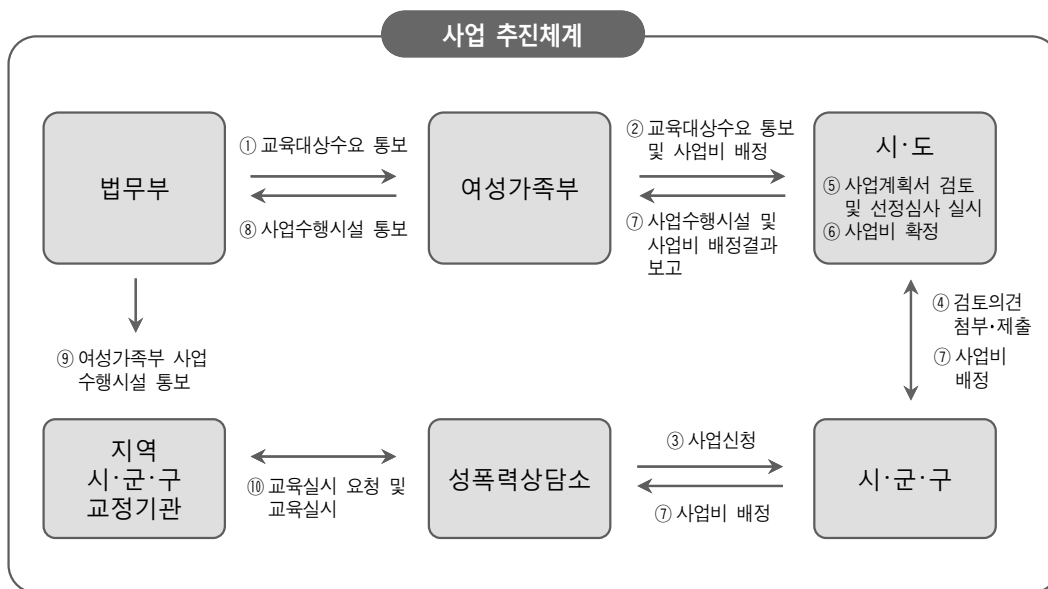 사업 추진체계
법무부
① 교육대상수요 통보
⑧ 사업수행시설 통보
여성가족부
② 교육대상수요 통보
및 사업비 배정
⑦ 사업수행시설 및
사업비 배정결과
보고
시·도
⑤ 사업계획서 검토
및 선정심사 실시
⑥ 사업비 확정
④ 검토의견
첨부·제출
⑦ 사업비
배정
⑨ 여성가족부 사업
수행시설 통보
지역
시·군·구
교정기관
⑩ 교육실시 요청 및
교육실시
성폭력상담소
③ 사업신청
⑦ 사업비 배정
시·군·구